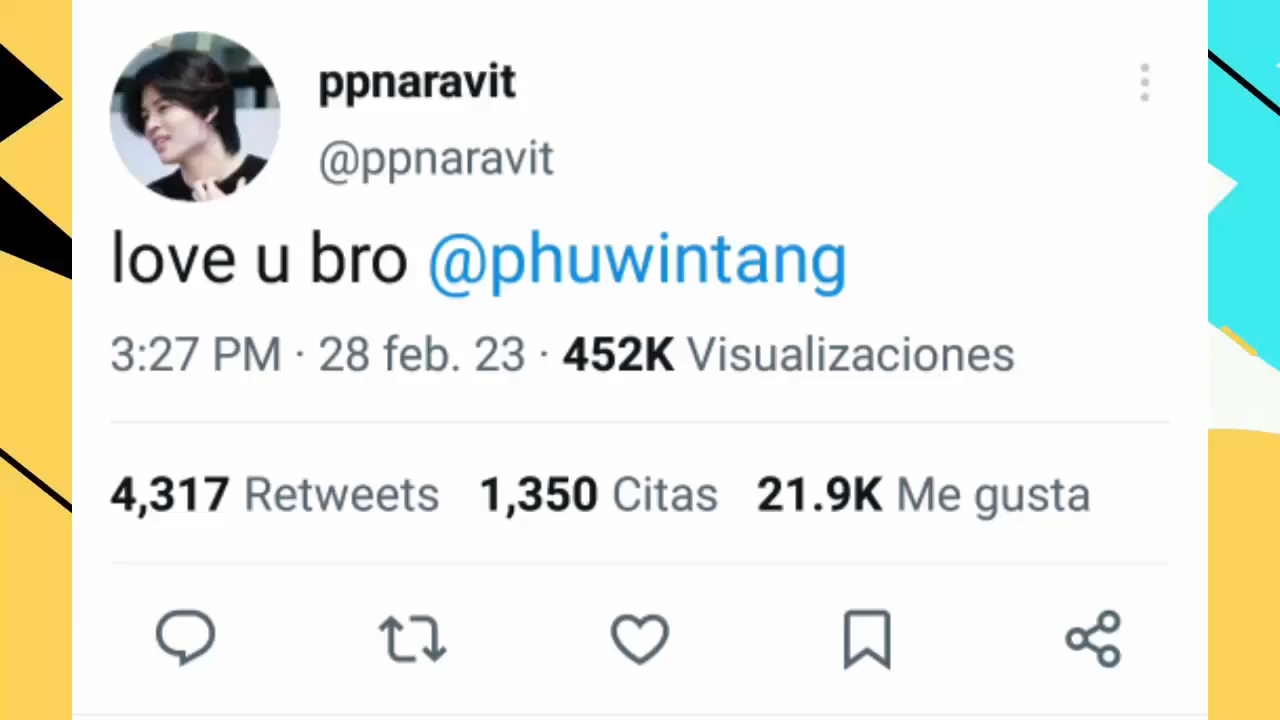 ppnaravit
@ppnaravit
love u bro @phuwintang
3:27 PM · 28 feb. 23 · 452K Visualizaciones
4,317 Retweets 1,350 Citas 21.9K Me gusta